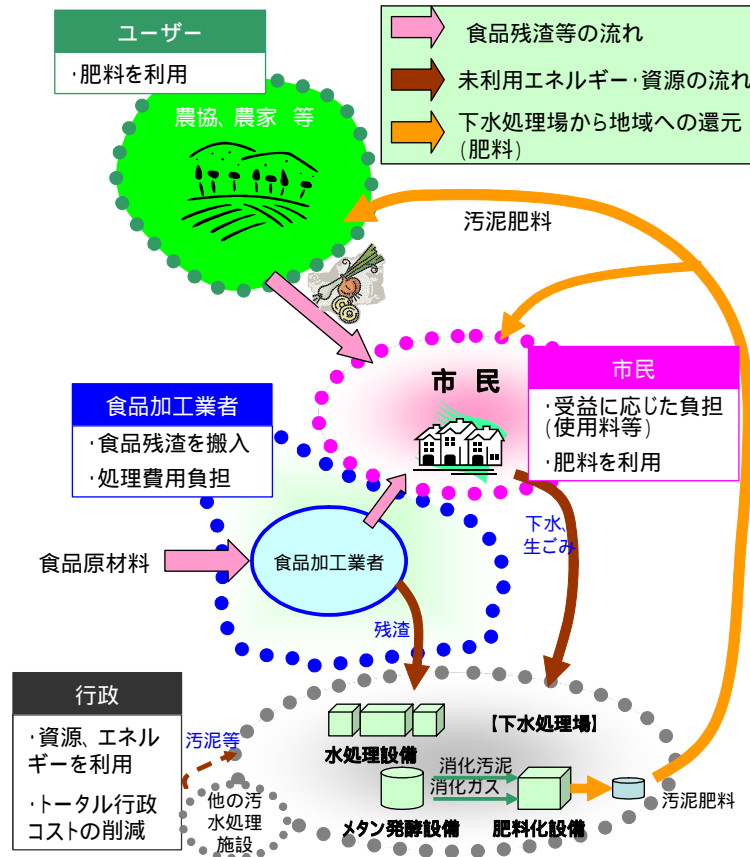 ユーザー
・肥料を利用
農協、農家 等
食品残渣等の流れ
未利用エネルギー・資源の流れ
下水処理場から地域への還元
(肥料)
汚泥肥料
市 民
市民
・受益に応じた負担
(使用料等)
・肥料を利用
食品加工業者
・食品残渣を搬入
・処理費用負担
食品原材料
食品加工業者
下水、
生ごみ
残渣
行政
・資源、エネル
ギーを利用
・トータル行政
コストの削減
汚泥等
他の汚
水処理
施設
【下水処理場】
水処理設備
消化汚泥
消化ガス
メタン発酵設備
肥料化設備
汚泥肥料